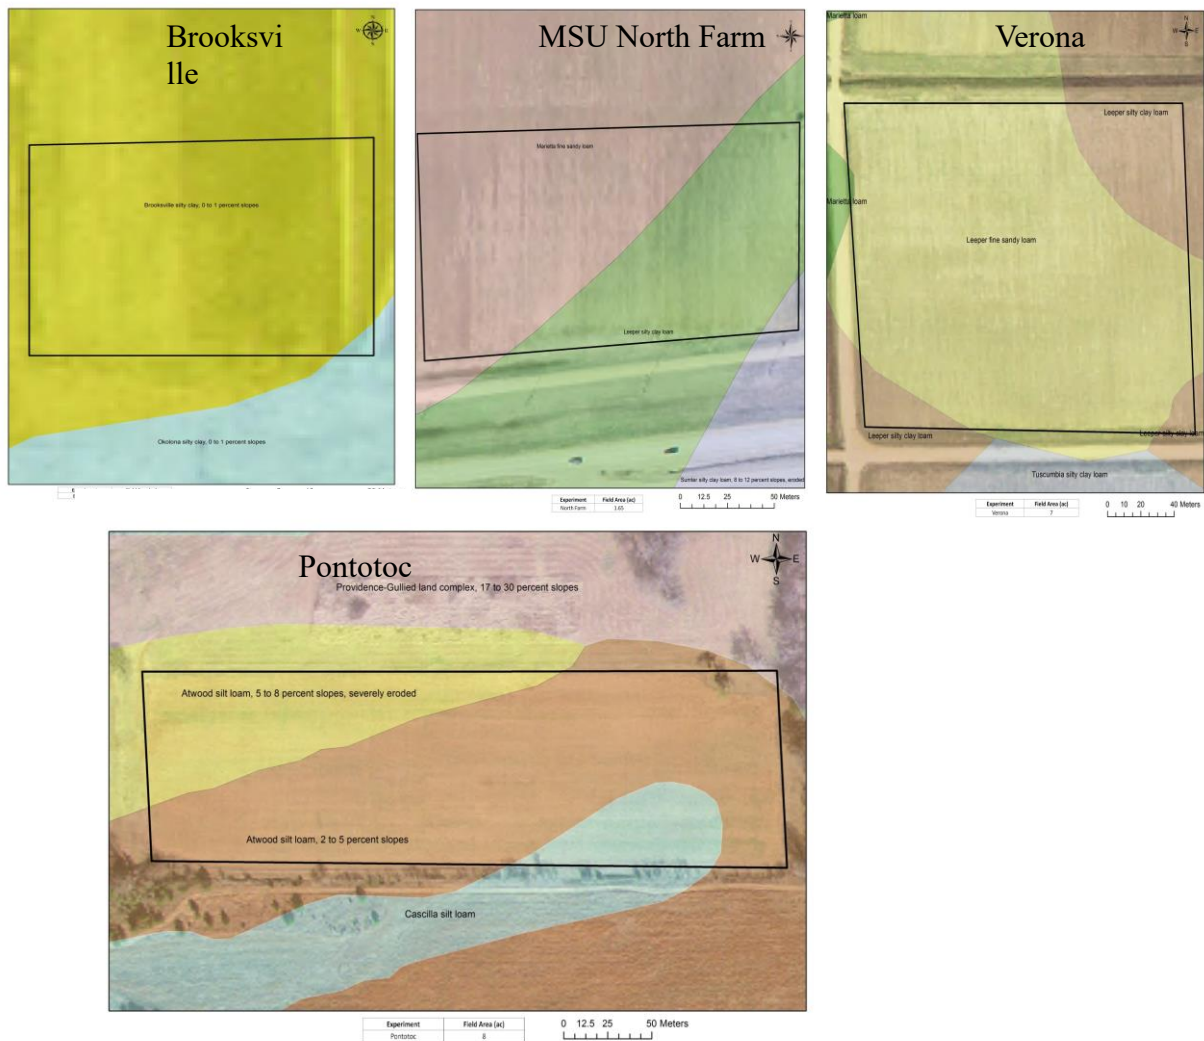 Brooksvi
lle
N
W
E
S
Brooksville silty clay, 0 to 1 percent slopes
Okolona silty clay, 0 to 1 percent slopes
MSU North Farm
Marietta fine sandy loam
Leeper silty clay loam
Sumter silty clay loam, 8 to 12 percent slopes, eroded
Experiment Field Area (ac)
North Farm 1.65
0 12.5 25 50 Meters
Verona
N
W E
S
Marietta loam
Leeper silty clay loam
Marietta loam
Leeper fine sandy loam
Leeper silty clay loam
Leeper silty clay loam
Tuscumbia silty clay loam
Experiment Field Area (ac)
Verona 7
0 10 20 40 Meters
Pontotoc
N
W E
S
Providence-Gullied land complex, 17 to 30 percent slopes
Atwood silt loam, 5 to 8 percent slopes, severely eroded
Atwood silt loam, 2 to 5 percent slopes
Cascilla silt loam
Experiment Field Area (ac)
Pontotoc 8
0 12.5 25 50 Meters